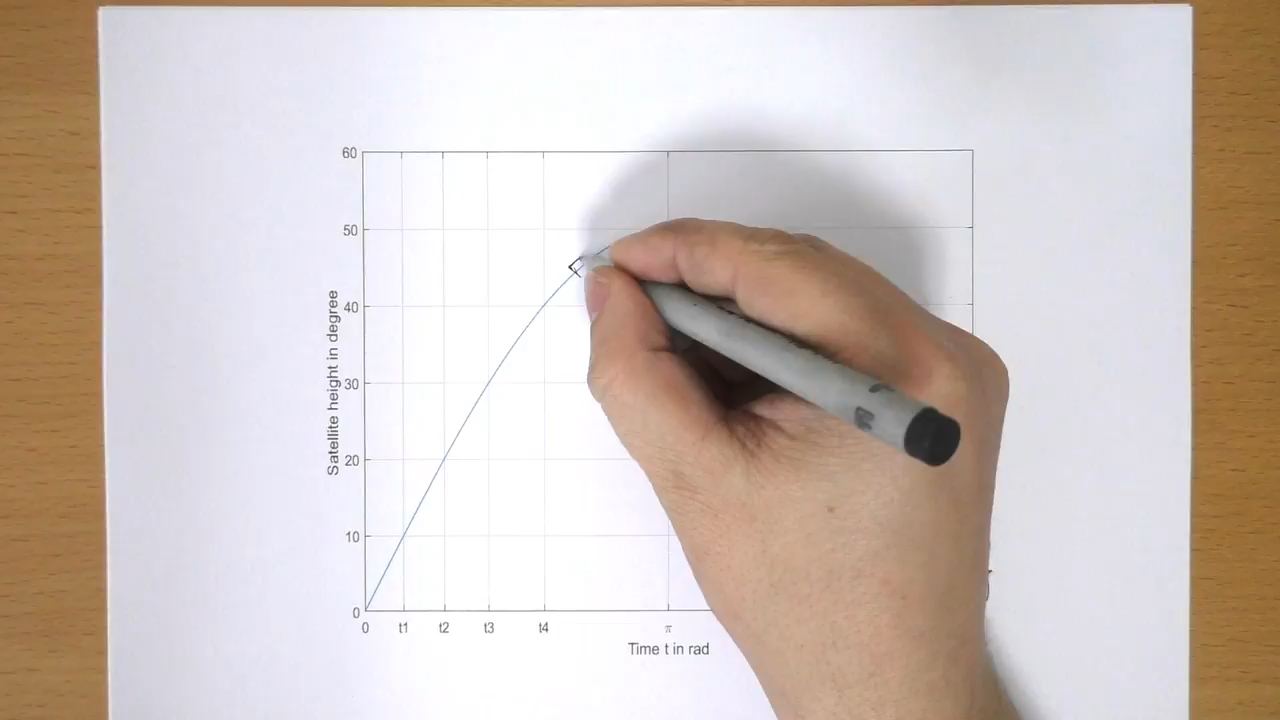 60
50
40
30
20
10
0
Satellite height in degree
0 t1 t2 t3 t4 π
Time t in rad